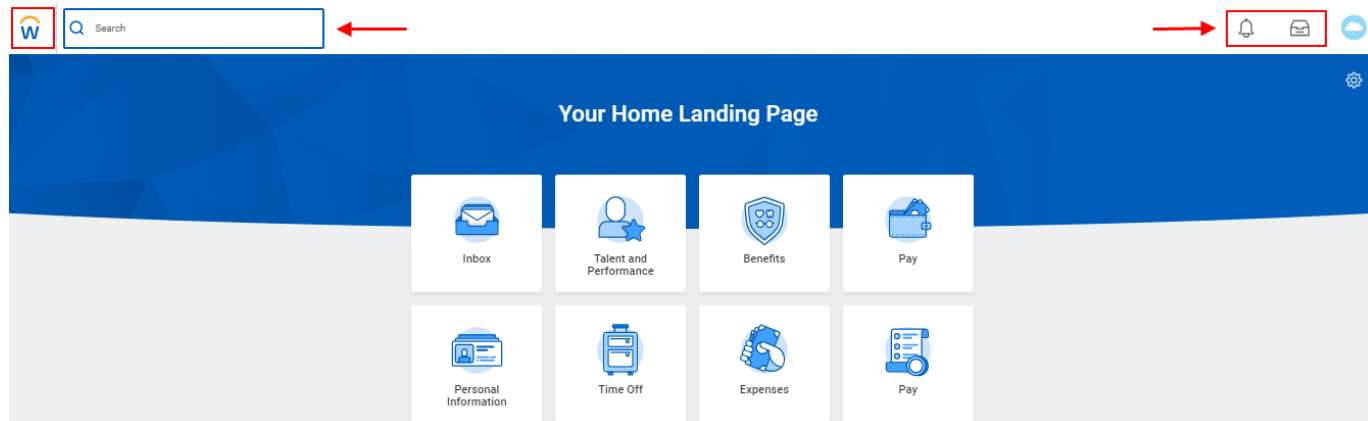 Search
Your Home Landing Page
Inbox
Talent and
Performance
Benefits
Pay
Personal
Information
Time Off
Expenses
Pay